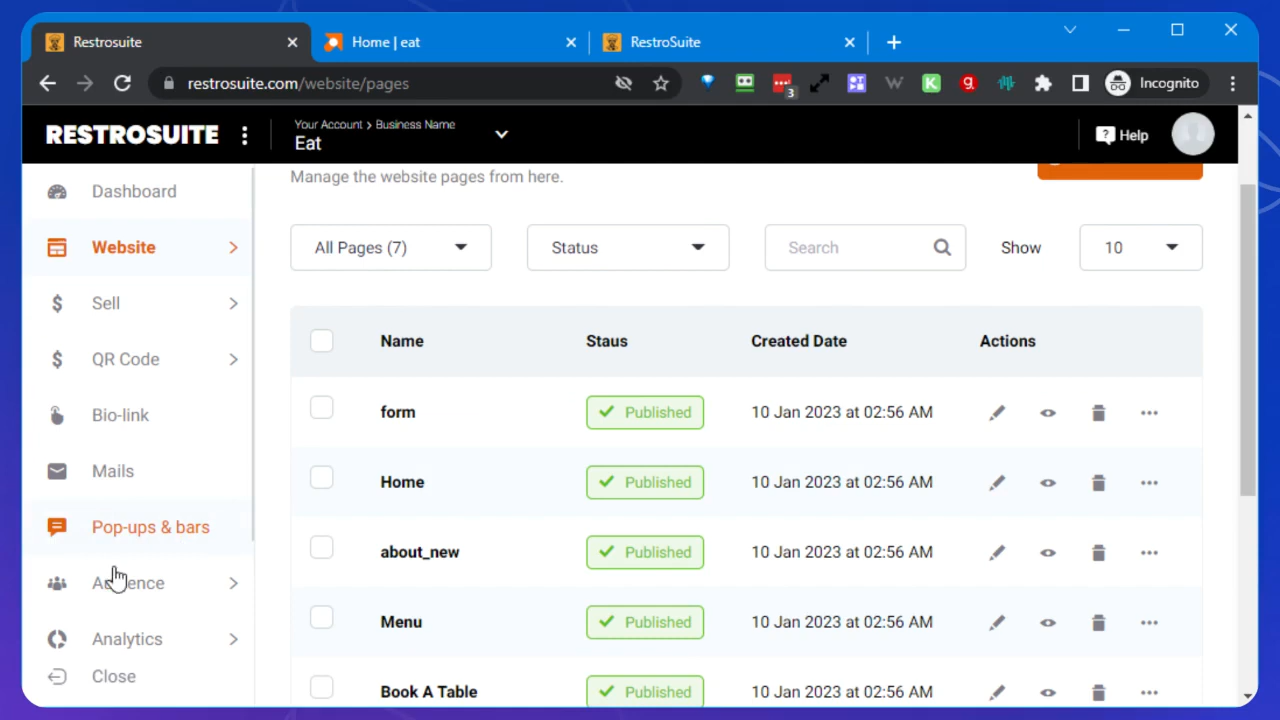 Restrosuite
Home | eat
RestroSuite
restrosuite.com/website/pages
3
Incognito
RESTROSUITE
Your Account > Business Name
Eat
Help
Dashboard
Website
Sell
QR Code
Bio-link
Mails
Pop-ups & bars
Audience
Analytics
Close
Manage the website pages from here.
All Pages (7)
Status
Search
Show
10
Name Staus Created Date Actions
form Published 10 Jan 2023 at 02:56 AM
Home Published 10 Jan 2023 at 02:56 AM
about_new Published 10 Jan 2023 at 02:56 AM
Menu Published 10 Jan 2023 at 02:56 AM
Book A Table Published 10 Jan 2023 at 02:56 AM